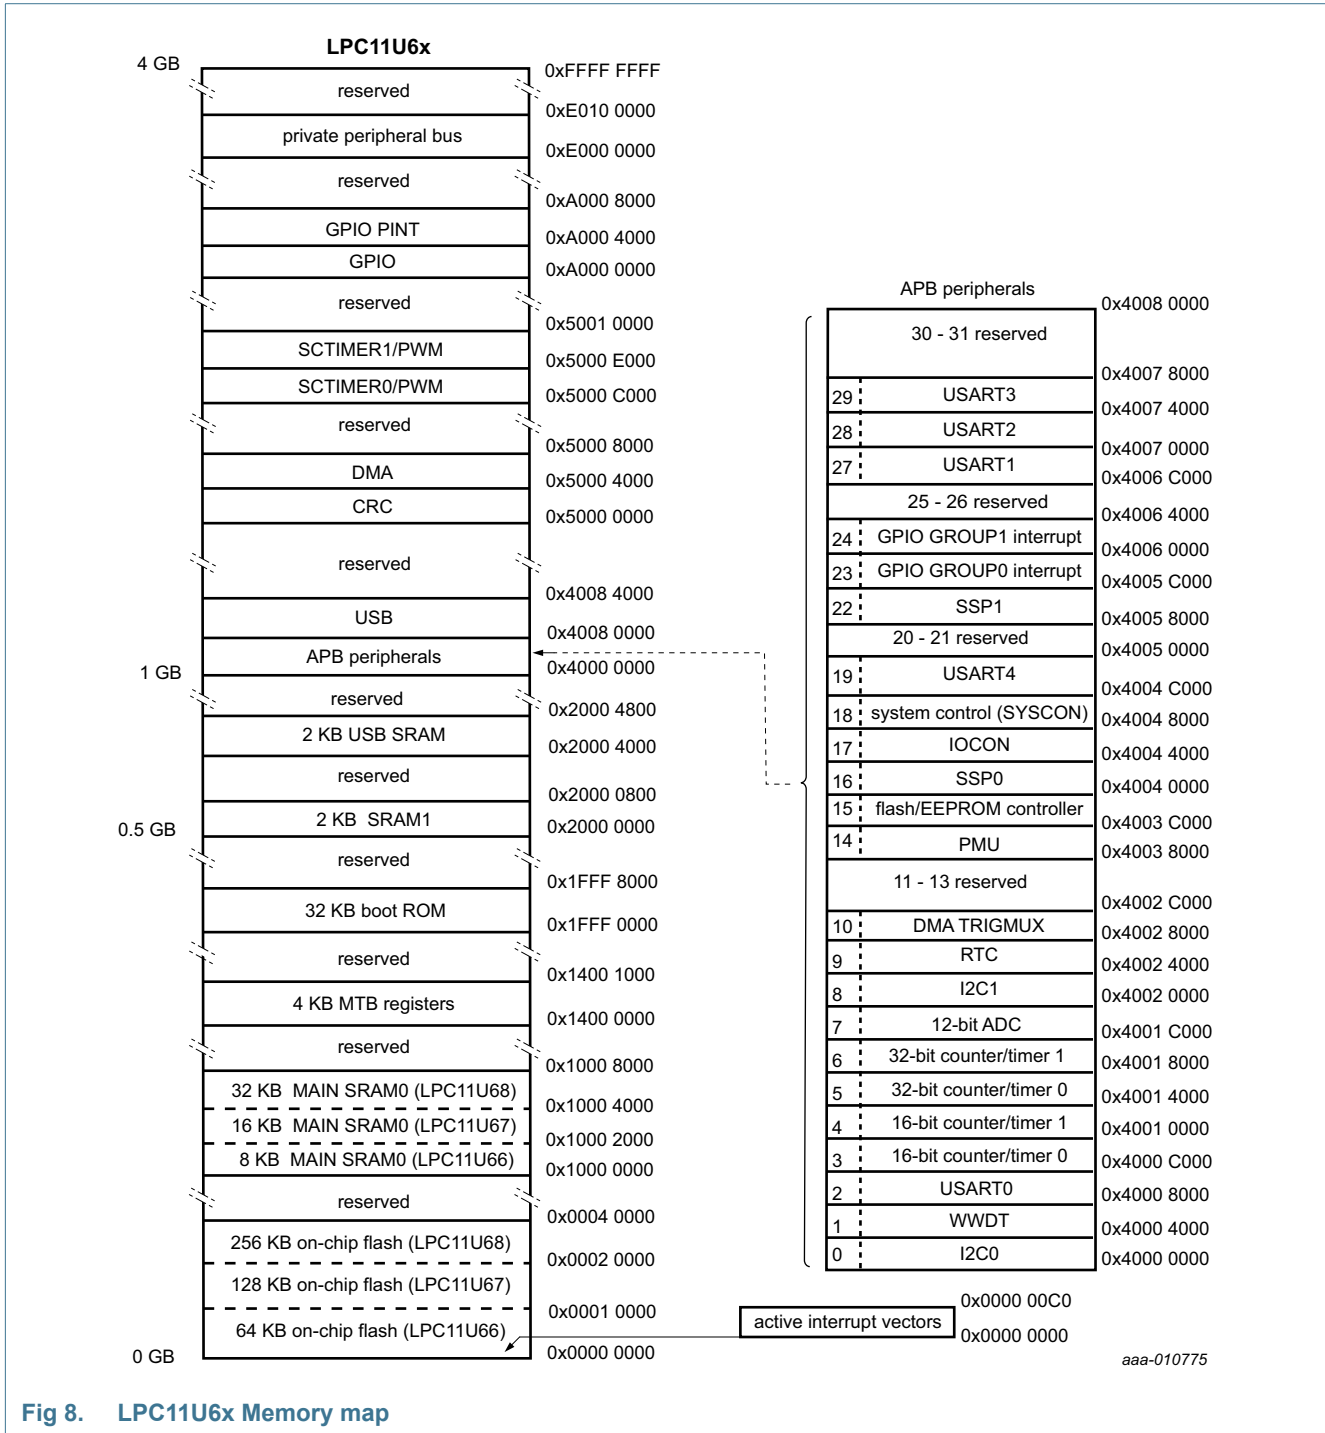 LPC11U6x
4 GB
0xFFFF FFFF
reserved
0xE010 0000
private peripheral bus
0xE000 0000
reserved
0xA000 8000
GPIO PINT
0xA000 4000
GPIO
0xA000 0000
reserved
0x5001 0000
SCTIMER1/PWM
0x5000 E000
SCTIMER0/PWM
0x5000 C000
reserved
0x5000 8000
DMA
0x5000 4000
CRC
0x5000 0000
reserved
0x4008 4000
USB
0x4008 0000
APB peripherals
0x4000 0000
1 GB
reserved
0x2000 4800
2 KB USB SRAM
0x2000 4000
reserved
0x2000 0800
2 KB SRAM1
0x2000 0000
0.5 GB
reserved
0x1FFF 8000
32 KB boot ROM
0x1FFF 0000
reserved
0x1400 1000
4 KB MTB registers
0x1400 0000
reserved
0x1000 8000
32 KB MAIN SRAM0 (LPC11U68)
0x1000 4000
16 KB MAIN SRAM0 (LPC11U67)
0x1000 2000
8 KB MAIN SRAM0 (LPC11U66)
0x1000 0000
reserved
0x0004 0000
256 KB on-chip flash (LPC11U68)
0x0002 0000
128 KB on-chip flash (LPC11U67)
0x0001 0000
64 KB on-chip flash (LPC11U66)
0x0000 0000
0 GB
APB peripherals
0x4008 0000
30 - 31 reserved
0x4007 8000
29 USART3
0x4007 4000
28 USART2
0x4007 0000
27 USART1
0x4006 C000
25 - 26 reserved
0x4006 4000
24 GPIO GROUP1 interrupt
0x4006 0000
23 GPIO GROUP0 interrupt
0x4005 C000
22 SSP1
0x4005 8000
20 - 21 reserved
0x4005 0000
19 USART4
0x4004 C000
18 system control (SYSCON)
0x4004 8000
17 IOCON
0x4004 4000
16 SSP0
0x4004 0000
15 flash/EEPROM controller
0x4003 C000
14 PMU
0x4003 8000
11 - 13 reserved
0x4002 C000
10 DMA TRIGMUX
0x4002 8000
9 RTC
0x4002 4000
8 I2C1
0x4002 0000
7 12-bit ADC
0x4001 C000
6 32-bit counter/timer 1
0x4001 8000
5 32-bit counter/timer 0
0x4001 4000
4 16-bit counter/timer 1
0x4001 0000
3 16-bit counter/timer 0
0x4000 C000
2 USART0
0x4000 8000
1 WWDT
0x4000 4000
0 I2C0
0x4000 0000
0x0000 00C0
active interrupt vectors
0x0000 0000
aaa-010775
Fig 8. LPC11U6x Memory map